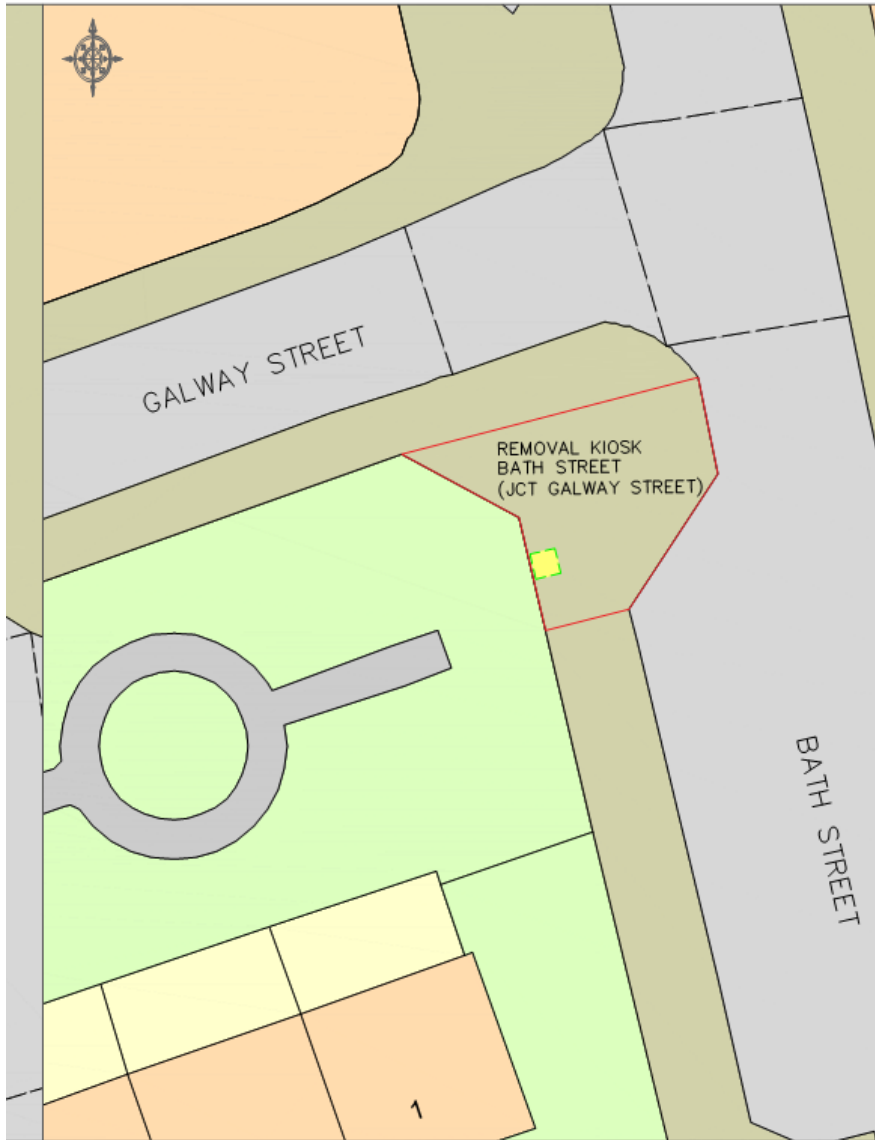 GALWAY STREET
REMOVAL KIOSK
BATH STREET
(JCT GALWAY STREET)
BATH STREET
1